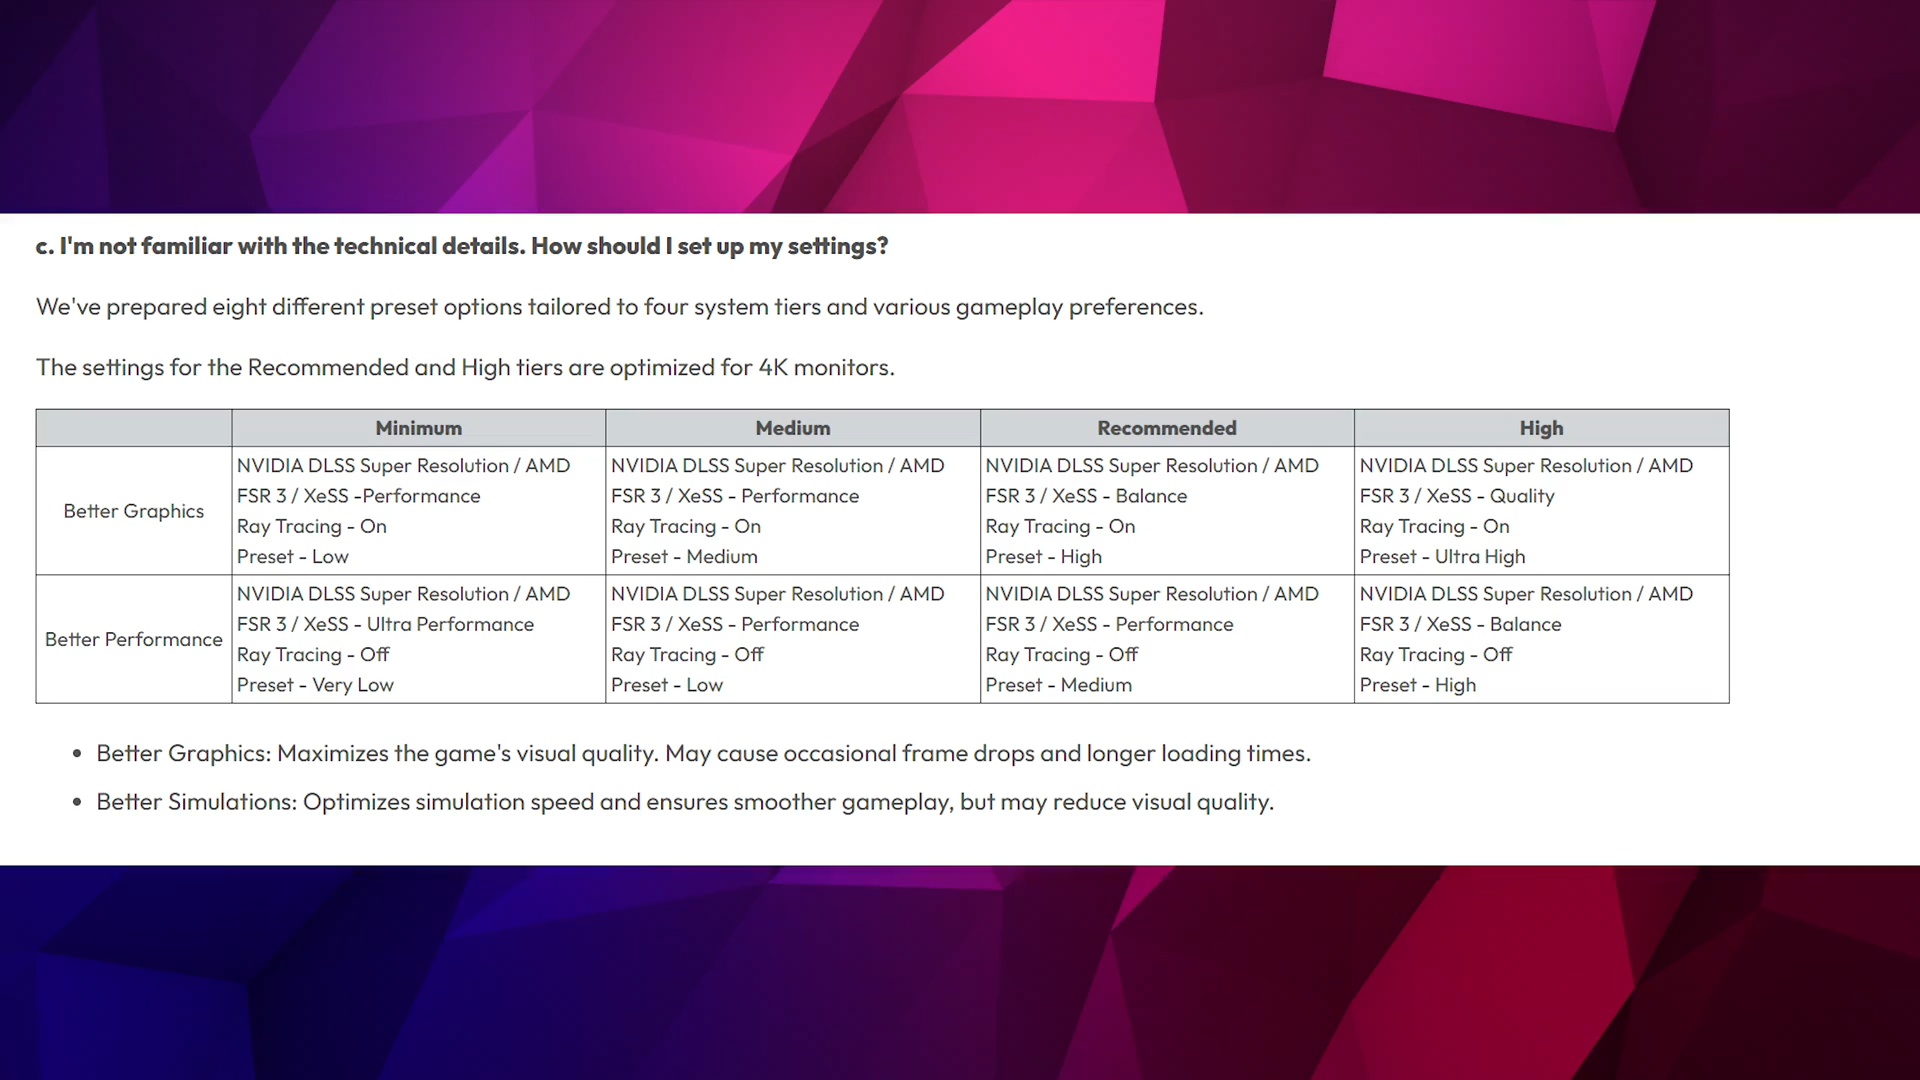 c. I'm not familiar with the technical details. How should I set up my settings?
We've prepared eight different preset options tailored to four system tiers and various gameplay preferences.
The settings for the Recommended and High tiers are optimized for 4K monitors.
Minimum
Medium
Recommended
High
Better Graphics
NVIDIA DLSS Super Resolution / AMD
FSR 3 / XeSS -Performance
Ray Tracing - On
Preset - Low
NVIDIA DLSS Super Resolution / AMD
FSR 3 / XeSS - Performance
Ray Tracing - On
Preset - Medium
NVIDIA DLSS Super Resolution / AMD
FSR 3 / XeSS - Balance
Ray Tracing - On
Preset - High
NVIDIA DLSS Super Resolution / AMD
FSR 3 / XeSS - Quality
Ray Tracing - On
Preset - Ultra High
Better Performance
NVIDIA DLSS Super Resolution / AMD
FSR 3 / XeSS - Ultra Performance
Ray Tracing - Off
Preset - Very Low
NVIDIA DLSS Super Resolution / AMD
FSR 3 / XeSS - Performance
Ray Tracing - Off
Preset - Low
NVIDIA DLSS Super Resolution / AMD
FSR 3 / XeSS - Performance
Ray Tracing - Off
Preset - Medium
NVIDIA DLSS Super Resolution / AMD
FSR 3 / XeSS - Balance
Ray Tracing - Off
Preset - High
• Better Graphics: Maximizes the game's visual quality. May cause occasional frame drops and longer loading times.
• Better Simulations: Optimizes simulation speed and ensures smoother gameplay, but may reduce visual quality.